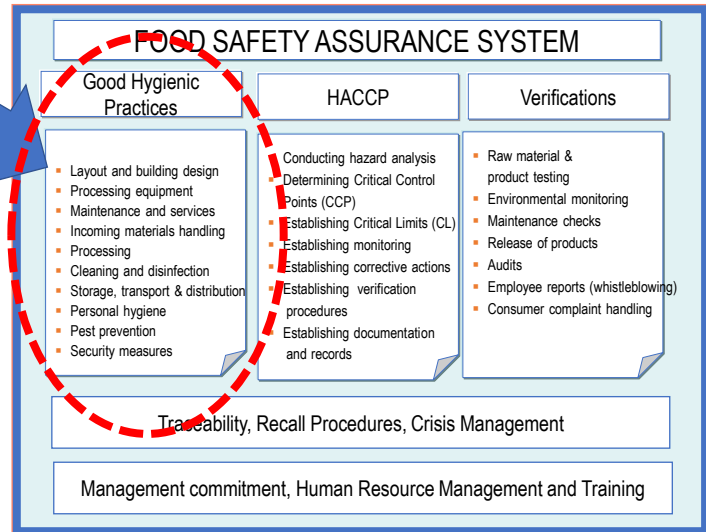 FOOD SAFETY ASSURANCE SYSTEM
Good Hygienic
Practices
Layout and building design
Processing equipment
Maintenance and services
Incoming materials handling
Processing
Cleaning and disinfection
Storage, transport & distribution
Personal hygiene
Pest prevention
Security measures
HACCP
Conducting hazard analysis
Determining Critical Control
Points (CCP)
Establishing Critical Limits (CL)
Establishing monitoring
Establishing corrective actions
Establishing verification
procedures
Establishing documentation
and records
Verifications
Raw material &
product testing
Environmental monitoring
Maintenance checks
Release of products
Audits
Employee reports (whistleblowing)
Consumer complaint handling
Traceability, Recall Procedures, Crisis Management
Management commitment, Human Resource Management and Training